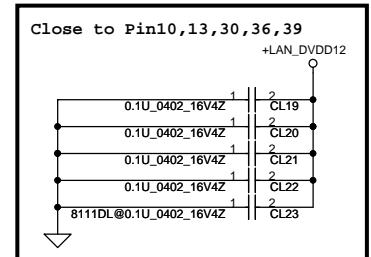 Close to Pin10,13,30,36,39
+LAN_DVDD12
1 2
0.1U_0402_16V4Z CL19
1 2
0.1U_0402_16V4Z CL20
1 2
0.1U_0402_16V4Z CL21
1 2
0.1U_0402_16V4Z CL22
1 2
8111DL@0.1U_0402_16V4Z CL23